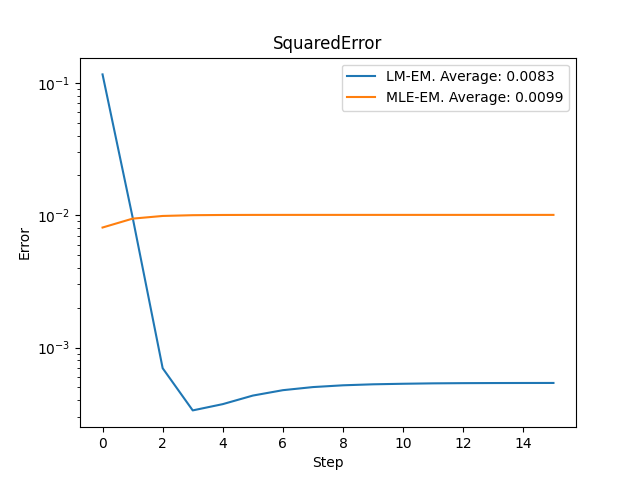 SquaredError
LM-EM. Average: 0.0083
MLE-EM. Average: 0.0099
Error
10⁻¹
10⁻²
10⁻³
0 2 4 6 8 10 12 14
Step